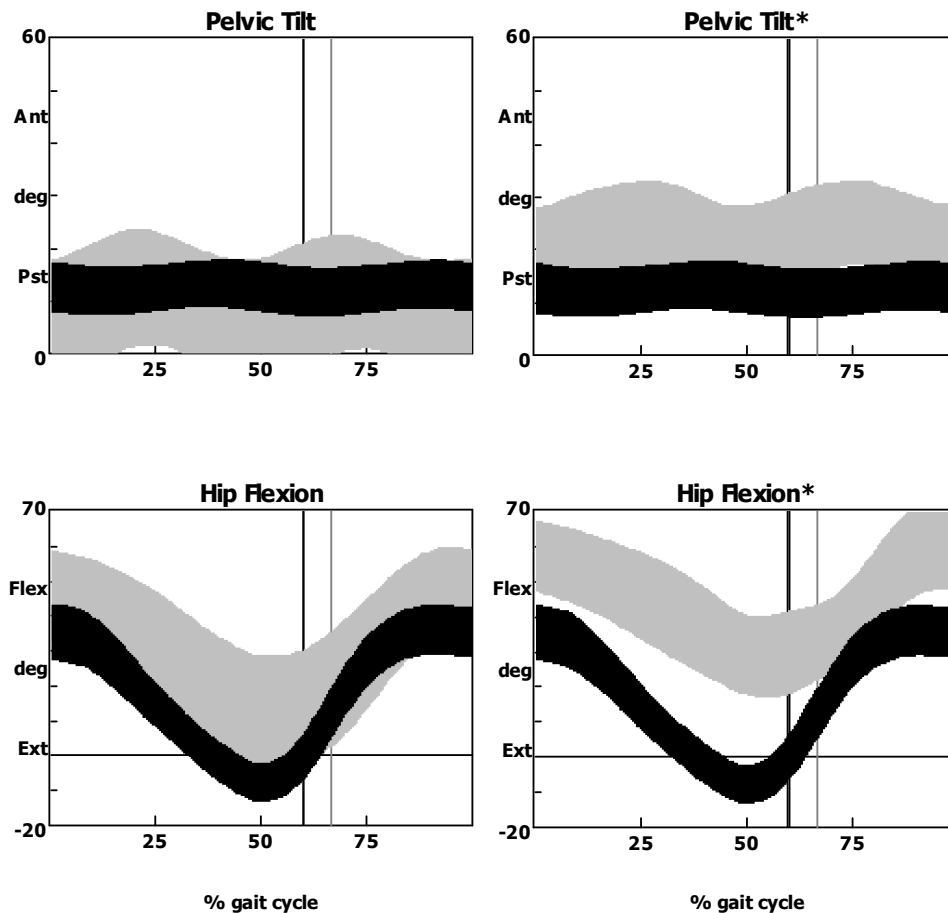 Pelvic Tilt
60
Ant
deg
Pst
0
25
50
75
Pelvic Tilt*
60
Ant
deg
Pst
0
25
50
75
Hip Flexion
70
Flex
deg
Ext
-20
25
50
75
% gait cycle
Hip Flexion*
70
Flex
deg
Ext
-20
25
50
75
% gait cycle